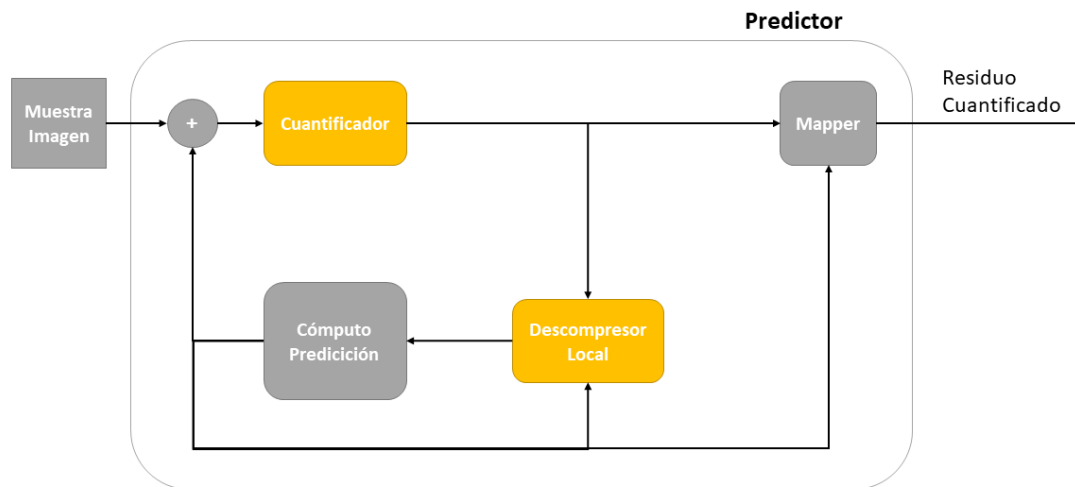 Predictor
Muestra
Imagen
+
Cuantificador
Mapper
Residuo
Cuantificado
Cómputo
Predicición
Descompresor
Local